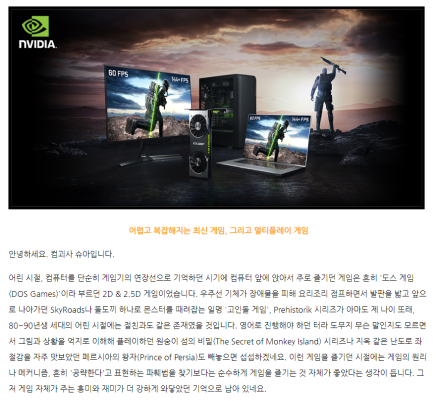 NVIDIA.
60 FPS
144+ FPS
60 FPS
144+ FPS
어렵고 복잡해지는 최신 게임, 그리고 멀티플레이 게임
안녕하세요. 컴괴사 슈아입니다.
어린 시절, 컴퓨터를 단순히 게임기의 연장선으로 기억하던 시기에 컴퓨터 앞에 앉아서 주로 즐기던 게임은 흔히 '도스 게임
(DOS Games)'이라 부르던 2D & 2.5D 게임이었습니다. 우주선 기체가 장애물을 피해 요리조리 점프하면서 발판을 밟고 앞으
로 나아가던 SkyRoads나 돌도끼 하나로 몬스터를 때려잡는 일명 '고인돌 게임', Prehistorik 시리즈가 아마도 제 나이 또래,
80~90년생 세대의 어린 시절에는 절친과도 같은 존재였을 것입니다. 영어로 진행해야 하던 터라 도무지 무슨 말인지도 모르면
서 그림과 상황을 억지로 이해해 플레이하던 원숭이 섬의 비밀(The Secret of Monkey Island) 시리즈나 지옥 같은 난도로 좌
절감을 자주 맛보았던 페르시아의 왕자(Prince of Persia)도 빼놓으면 섭섭하겠네요. 이런 게임을 즐기던 시절에는 게임의 원리
나 메커니즘, 흔히 '공략한다'고 표현하는 파훼법을 찾기보다는 순수하게 게임을 즐기는 것 자체가 좋았다는 생각이 듭니다. 그
저 게임 자체가 주는 흥미와 재미가 더 강하게 와닿았던 기억으로 남아 있네요.